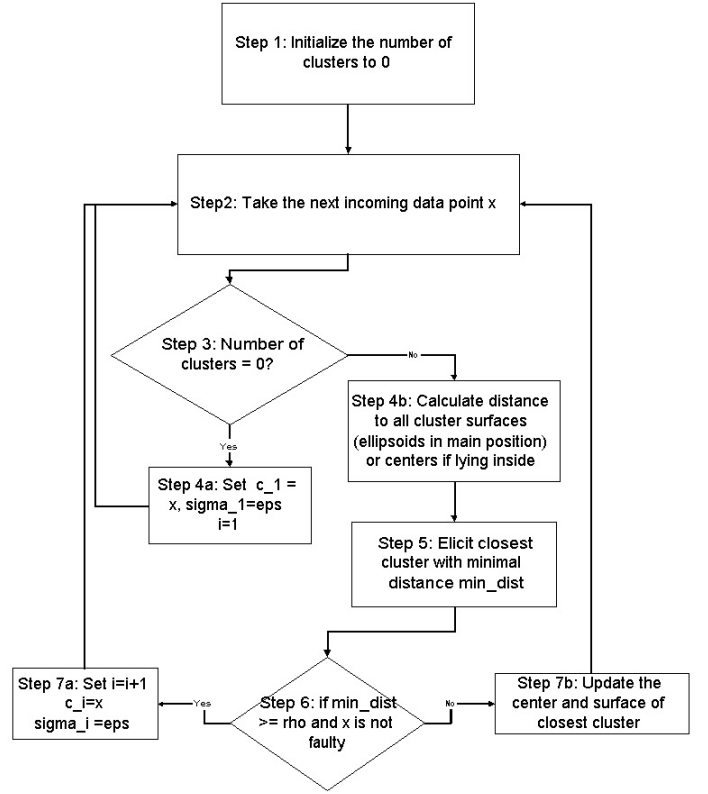 Step 1: Initialize the number of
clusters to 0
Step2: Take the next incoming data point x
Step 3: Number of
clusters = 0?
No
Yes
Step 4b: Calculate distance
to all cluster surfaces
(ellipsoids in main position)
or centers if lying inside
Step 4a: Set c_1 =
x, sigma_1=eps
i=1
Step 5: Elicit closest
cluster with minimal
distance min_dist
Step 7a: Set i=i+1
c_i=x
sigma_i =eps
Yes
Step 6: if min_dist
>= rho and x is not
faulty
No
Step 7b: Update the
center and surface of
closest cluster